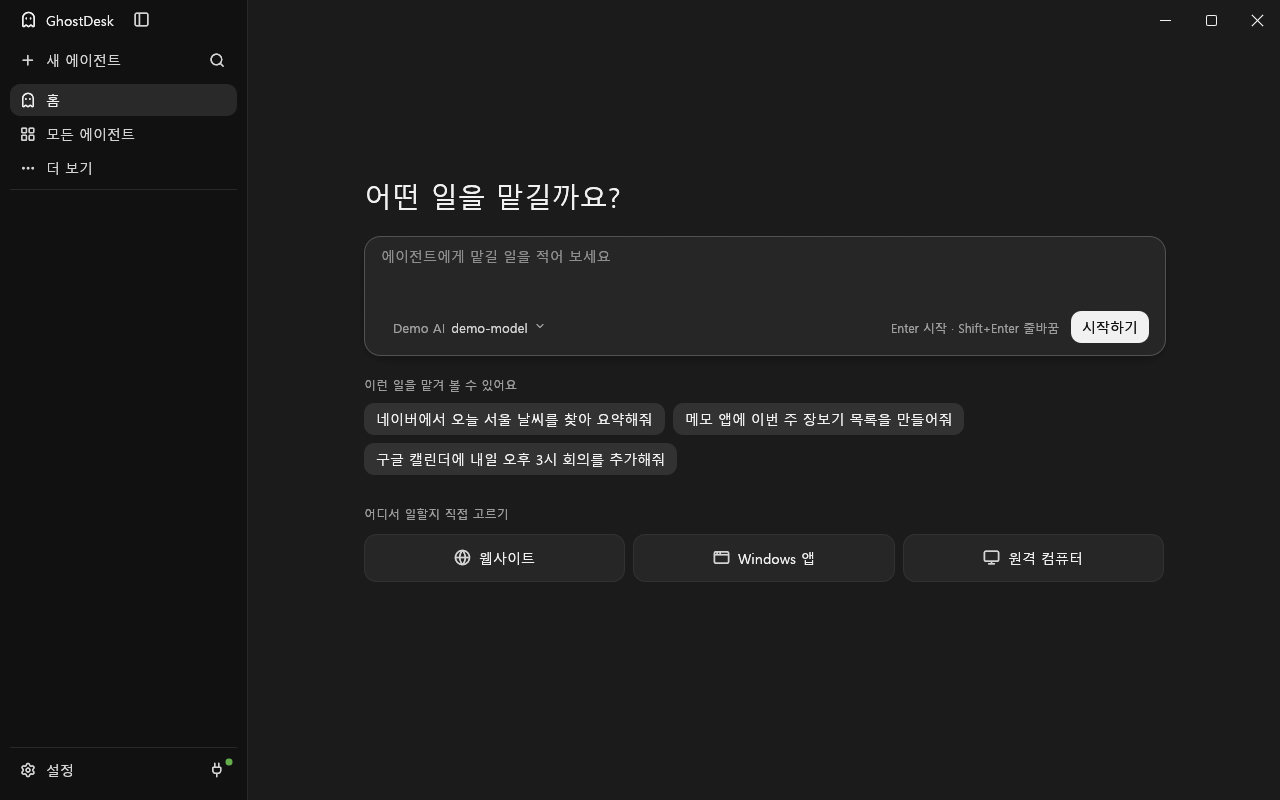 GhostDesk
새 에이전트
홈
모든 에이전트
더 보기
어떤 일을 맡길까요?
에이전트에게 맡길 일을 적어 보세요
Demo AI demo-model
Enter 시작 · Shift+Enter 줄바꿈
시작하기
이런 일을 맡겨 볼 수 있어요
네이버에서 오늘 서울 날씨를 찾아 요약해줘
메모 앱에 이번 주 장보기 목록을 만들어줘
구글 캘린더에 내일 오후 3시 회의를 추가해줘
어디서 일할지 직접 고르기
웹사이트
Windows 앱
원격 컴퓨터
설정